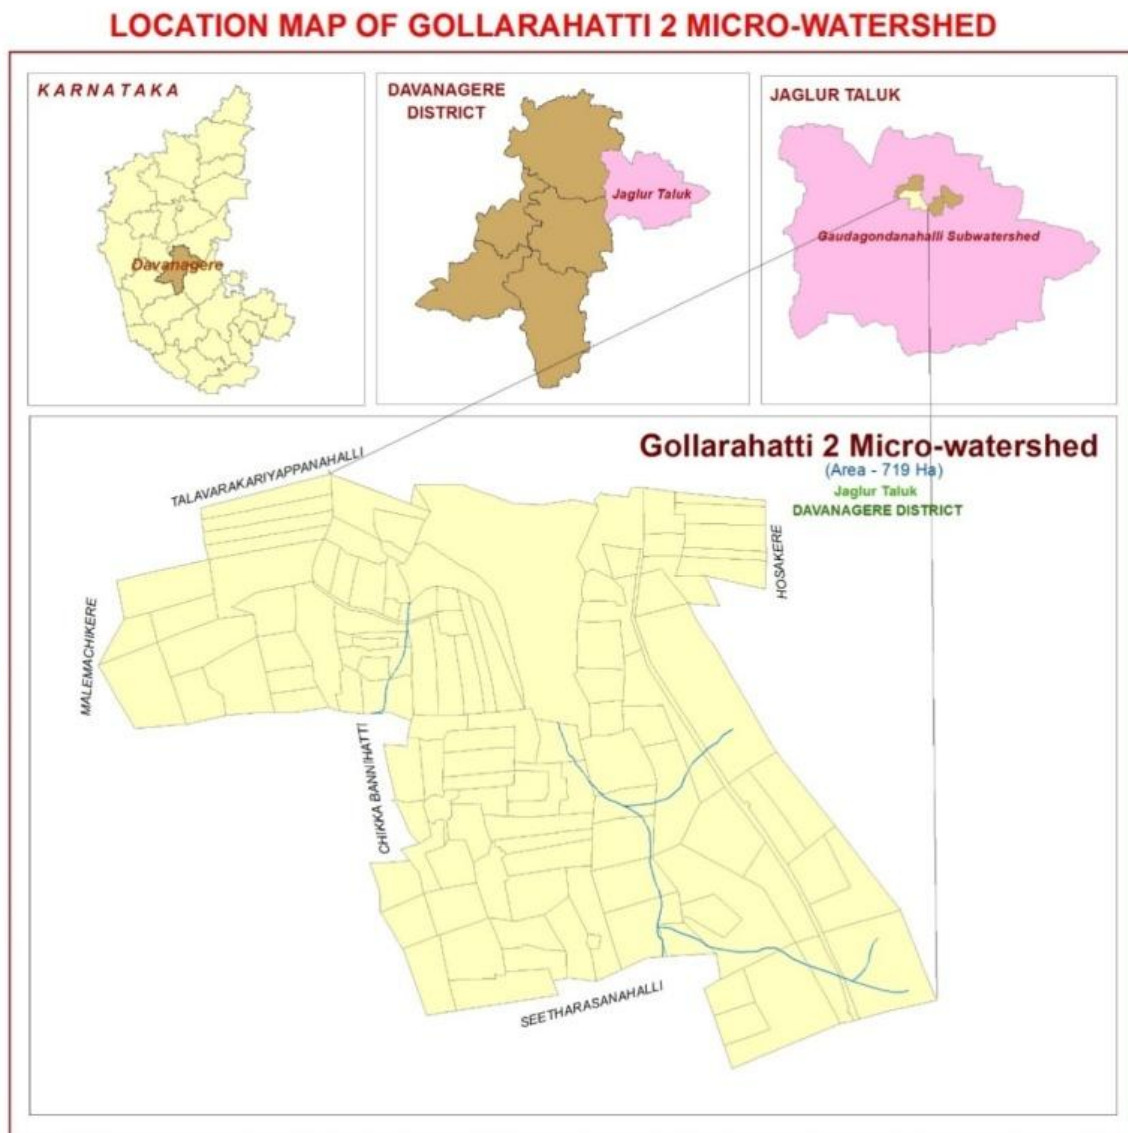 LOCATION MAP OF GOLLARAHATTI 2 MICRO-WATERSHED
KARNATAKA
Davanagere
DAVANAGERE
DISTRICT
Jaglur Taluk
JAGLUR TALUK
Gaudagondanahalli Subwatershed
Gollarahatti 2 Micro-watershed
(Area - 719 Ha)
Jaglur Taluk
DAVANAGERE DISTRICT
TALAVARAKARIYAPPANAHALLI
HOSAKERE
MALEMACHIKERE
CHIKKA BANNIHATTI
SEETHARASANAHALLI